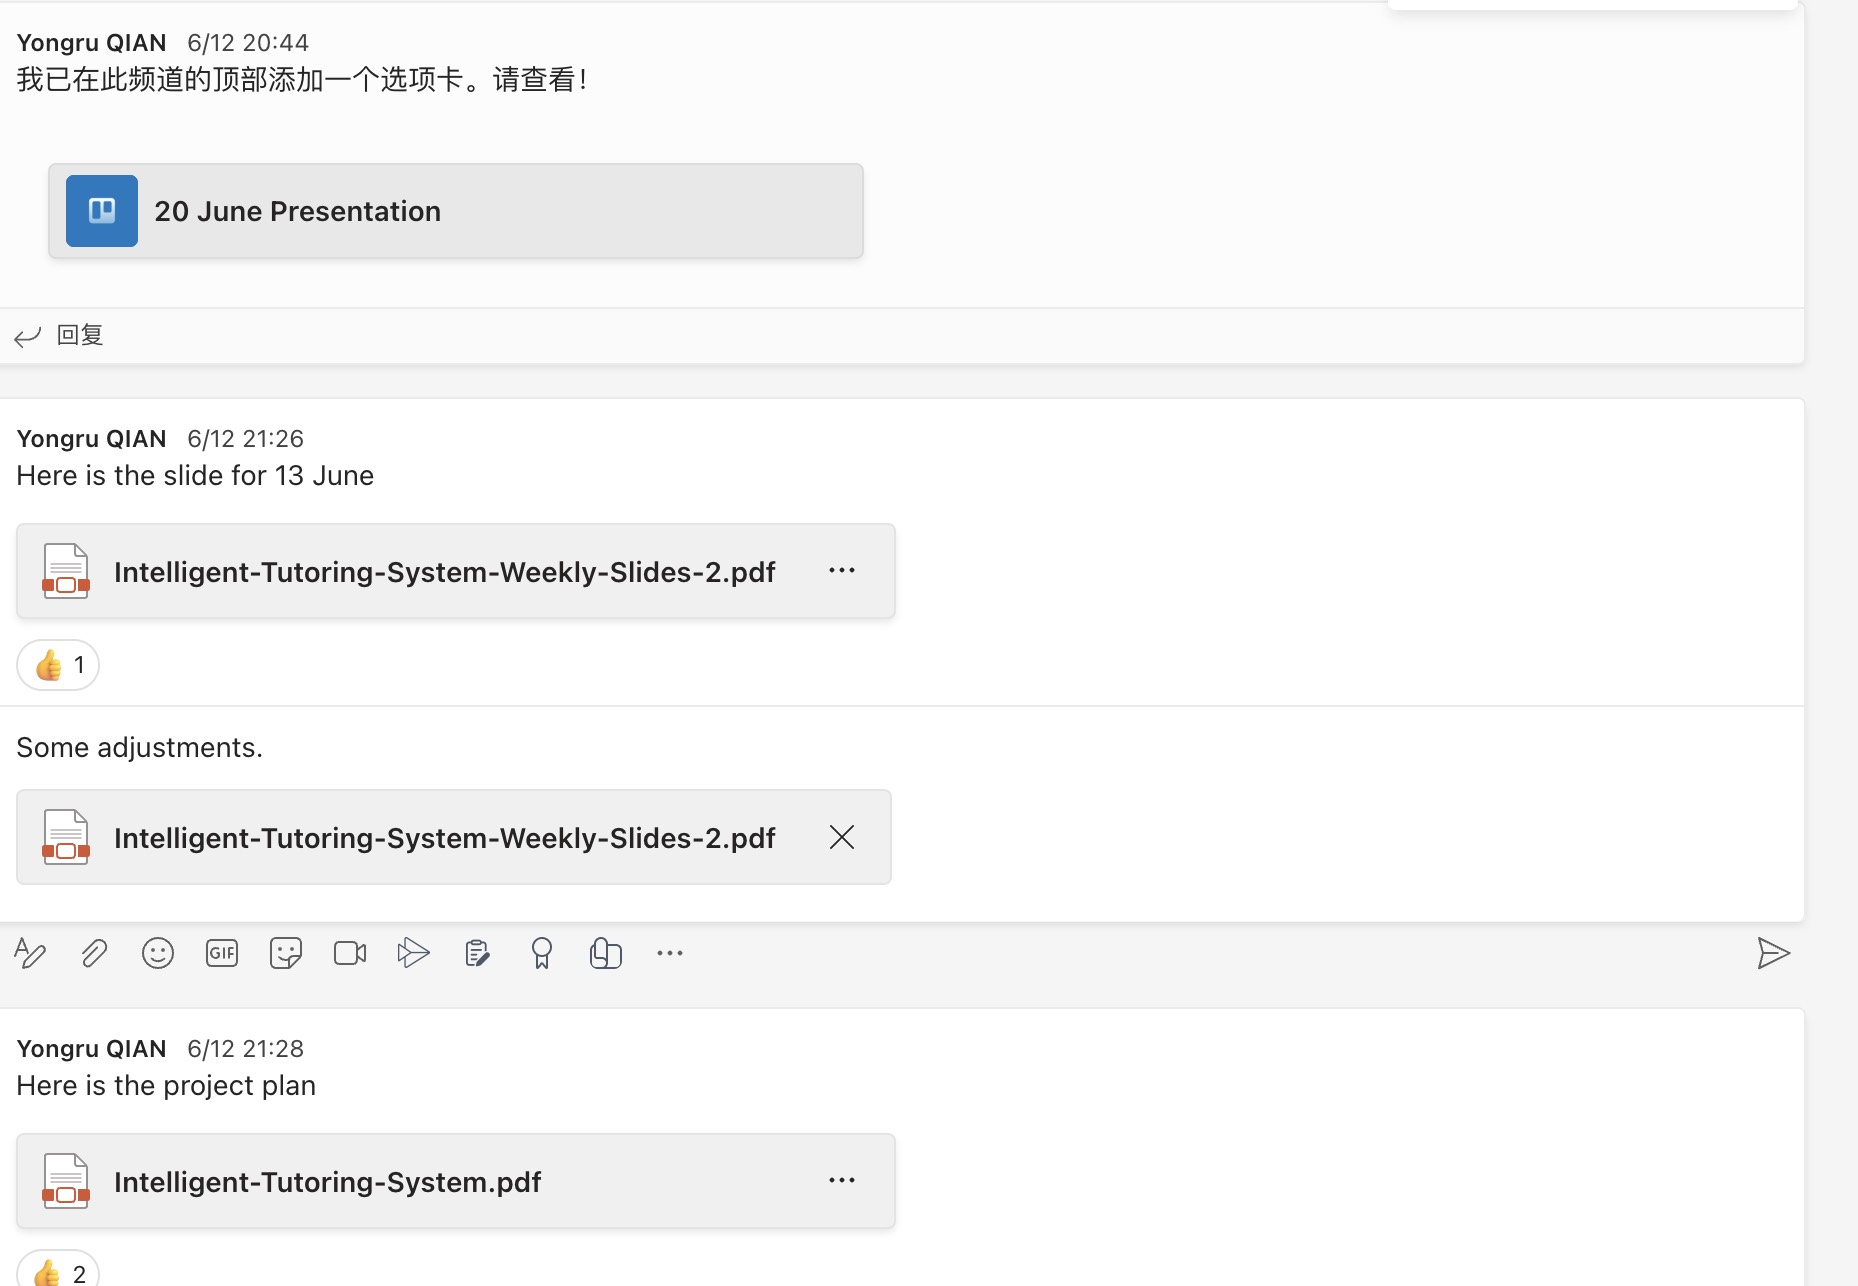 Yongru QIAN 6/12 20:44
我已在此频道的顶部添加一个选项卡。请查看!
20 June Presentation
回复
Yongru QIAN 6/12 21:26
Here is the slide for 13 June
Intelligent-Tutoring-System-Weekly-Slides-2.pdf
1
Some adjustments.
Intelligent-Tutoring-System-Weekly-Slides-2.pdf
GIF
Yongru QIAN 6/12 21:28
Here is the project plan
Intelligent-Tutoring-System.pdf
2